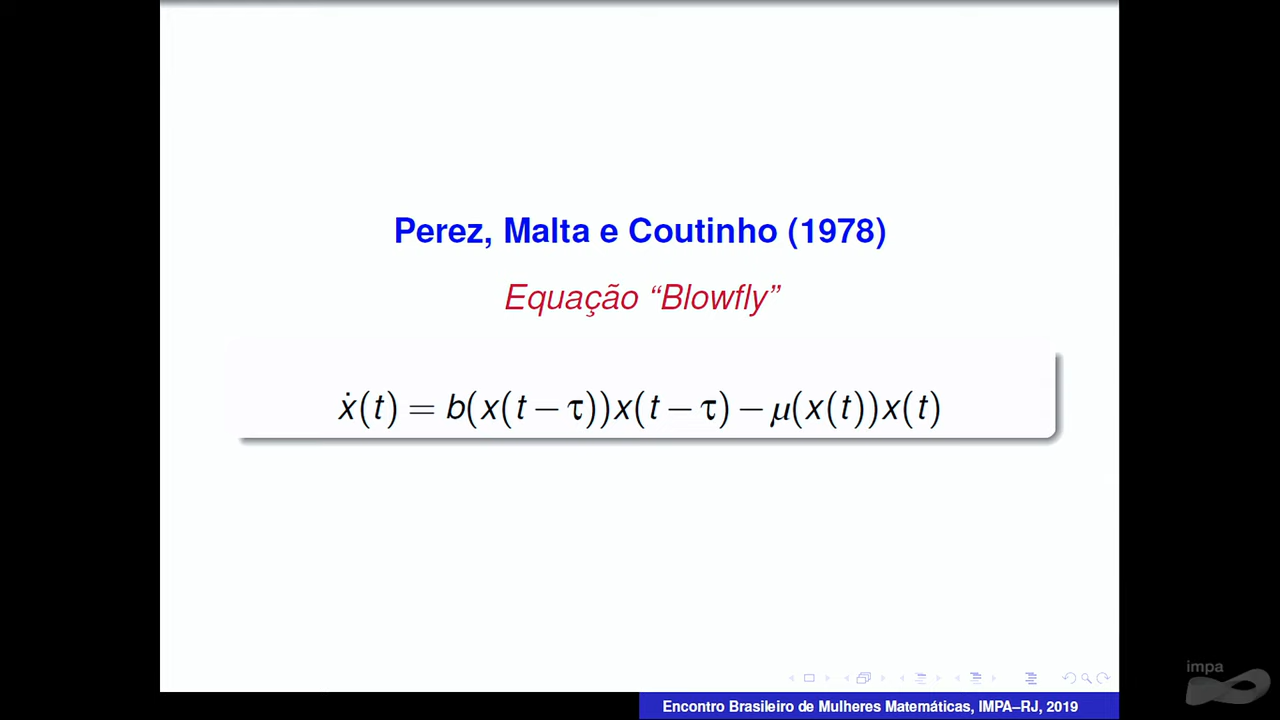 Perez, Malta e Coutinho (1978)
Equação “Blowfly”
ẋ(t) = b(x(t − τ))x(t − τ) − μ(x(t))x(t)
impa
Encontro Brasileiro de Mulheres Matemáticas, IMPA–RJ, 2019